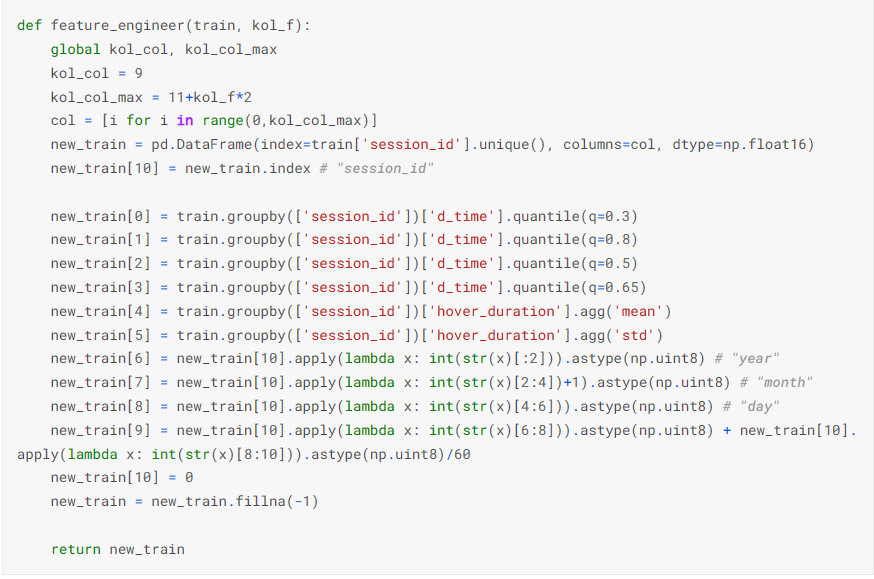 def feature_engineer(train, kol_f):
    global kol_col, kol_col_max
    kol_col = 9
    kol_col_max = 11+kol_f*2
    col = [i for i in range(0,kol_col_max)]
    new_train = pd.DataFrame(index=train['session_id'].unique(), columns=col, dtype=np.float16)
    new_train[10] = new_train.index # "session_id"

    new_train[0] = train.groupby(['session_id'])['d_time'].quantile(q=0.3)
    new_train[1] = train.groupby(['session_id'])['d_time'].quantile(q=0.8)
    new_train[2] = train.groupby(['session_id'])['d_time'].quantile(q=0.5)
    new_train[3] = train.groupby(['session_id'])['d_time'].quantile(q=0.65)
    new_train[4] = train.groupby(['session_id'])['hover_duration'].agg('mean')
    new_train[5] = train.groupby(['session_id'])['hover_duration'].agg('std')
    new_train[6] = new_train[10].apply(lambda x: int(str(x)[:2])).astype(np.uint8) # "year"
    new_train[7] = new_train[10].apply(lambda x: int(str(x)[2:4])+1).astype(np.uint8) # "month"
    new_train[8] = new_train[10].apply(lambda x: int(str(x)[4:6])).astype(np.uint8) # "day"
    new_train[9] = new_train[10].apply(lambda x: int(str(x)[6:8])).astype(np.uint8) + new_train[10].
apply(lambda x: int(str(x)[8:10])).astype(np.uint8)/60
    new_train[10] = 0
    new_train = new_train.fillna(-1)

    return new_train